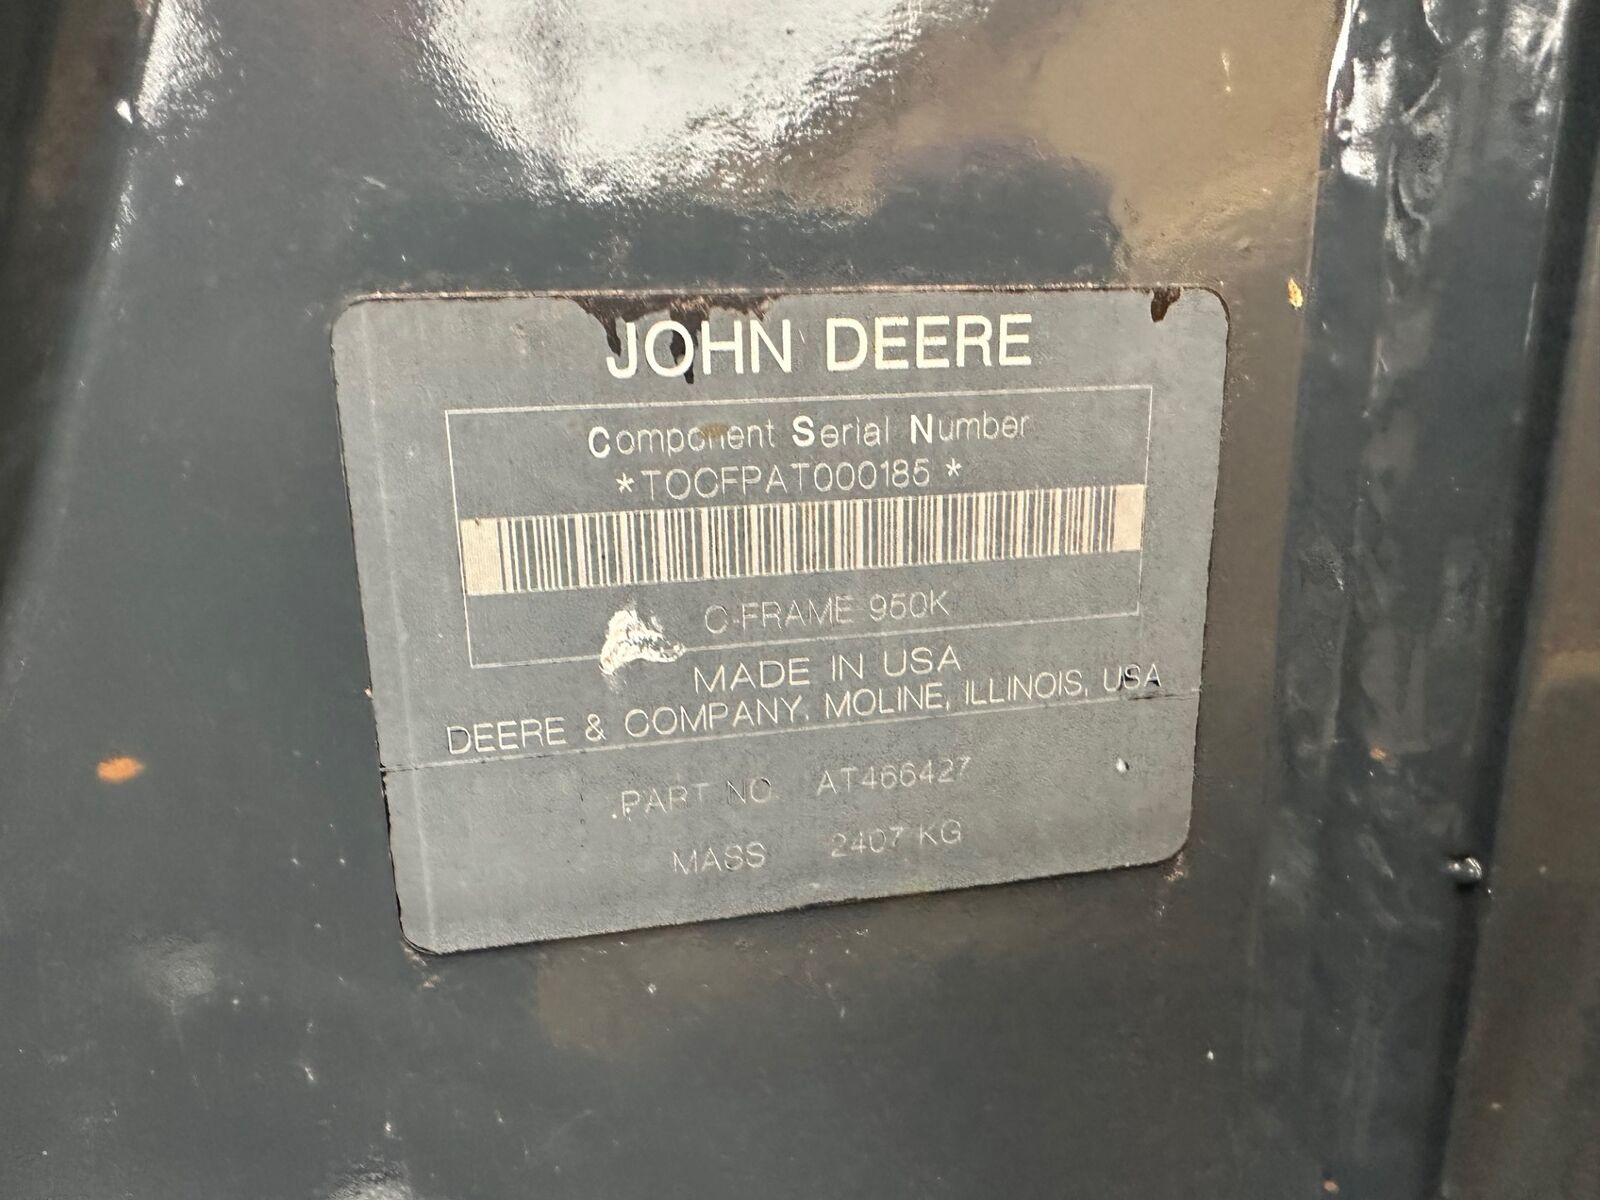 JOHN DEERE
Component Serial Number
*TOCFPAT000185*
C-FRAME 950K
MADE IN USA
DEERE & COMPANY, MOLINE, ILLINOIS, USA
PART NO. AT466427
MASS 2407 KG